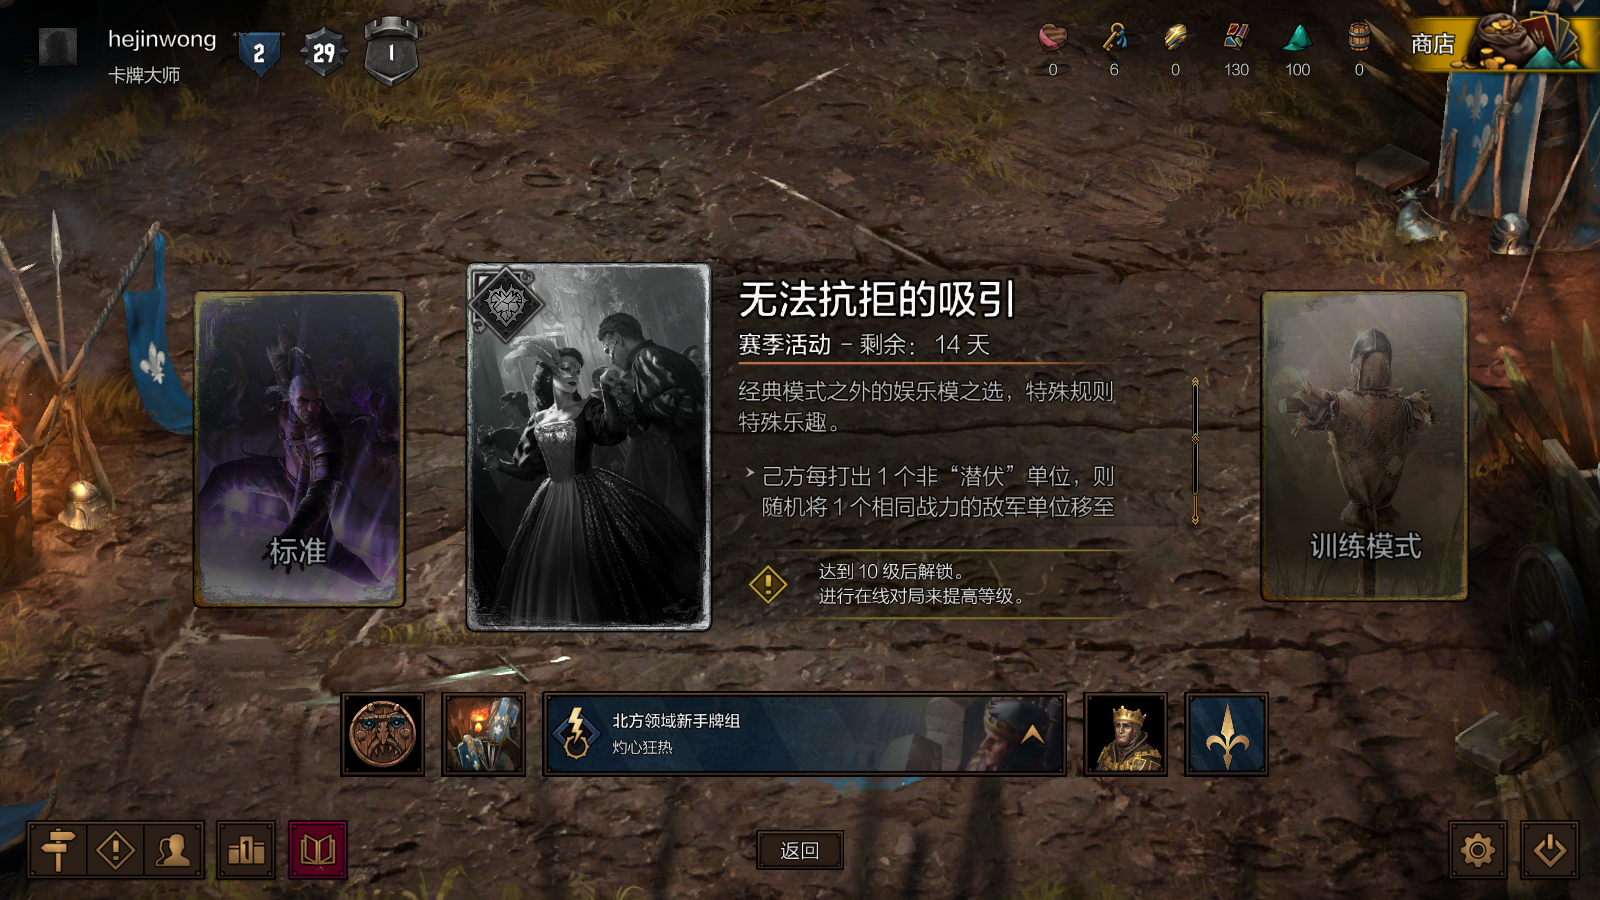 hejinwong
卡牌大师
2
29
1
0
6
0
130
100
0
商店
无法抗拒的吸引
赛季活动 – 剩余： 14 天
经典模式之外的娱乐模之选，特殊规则
特殊乐趣。
己方每打出 1 个非“潜伏”单位，则
随机将 1 个相同战力的敌军单位移至
达到 10 级后解锁。
进行在线对局来提高等级。
标准
训练模式
北方领域新手牌组
灼心狂热
1
返回